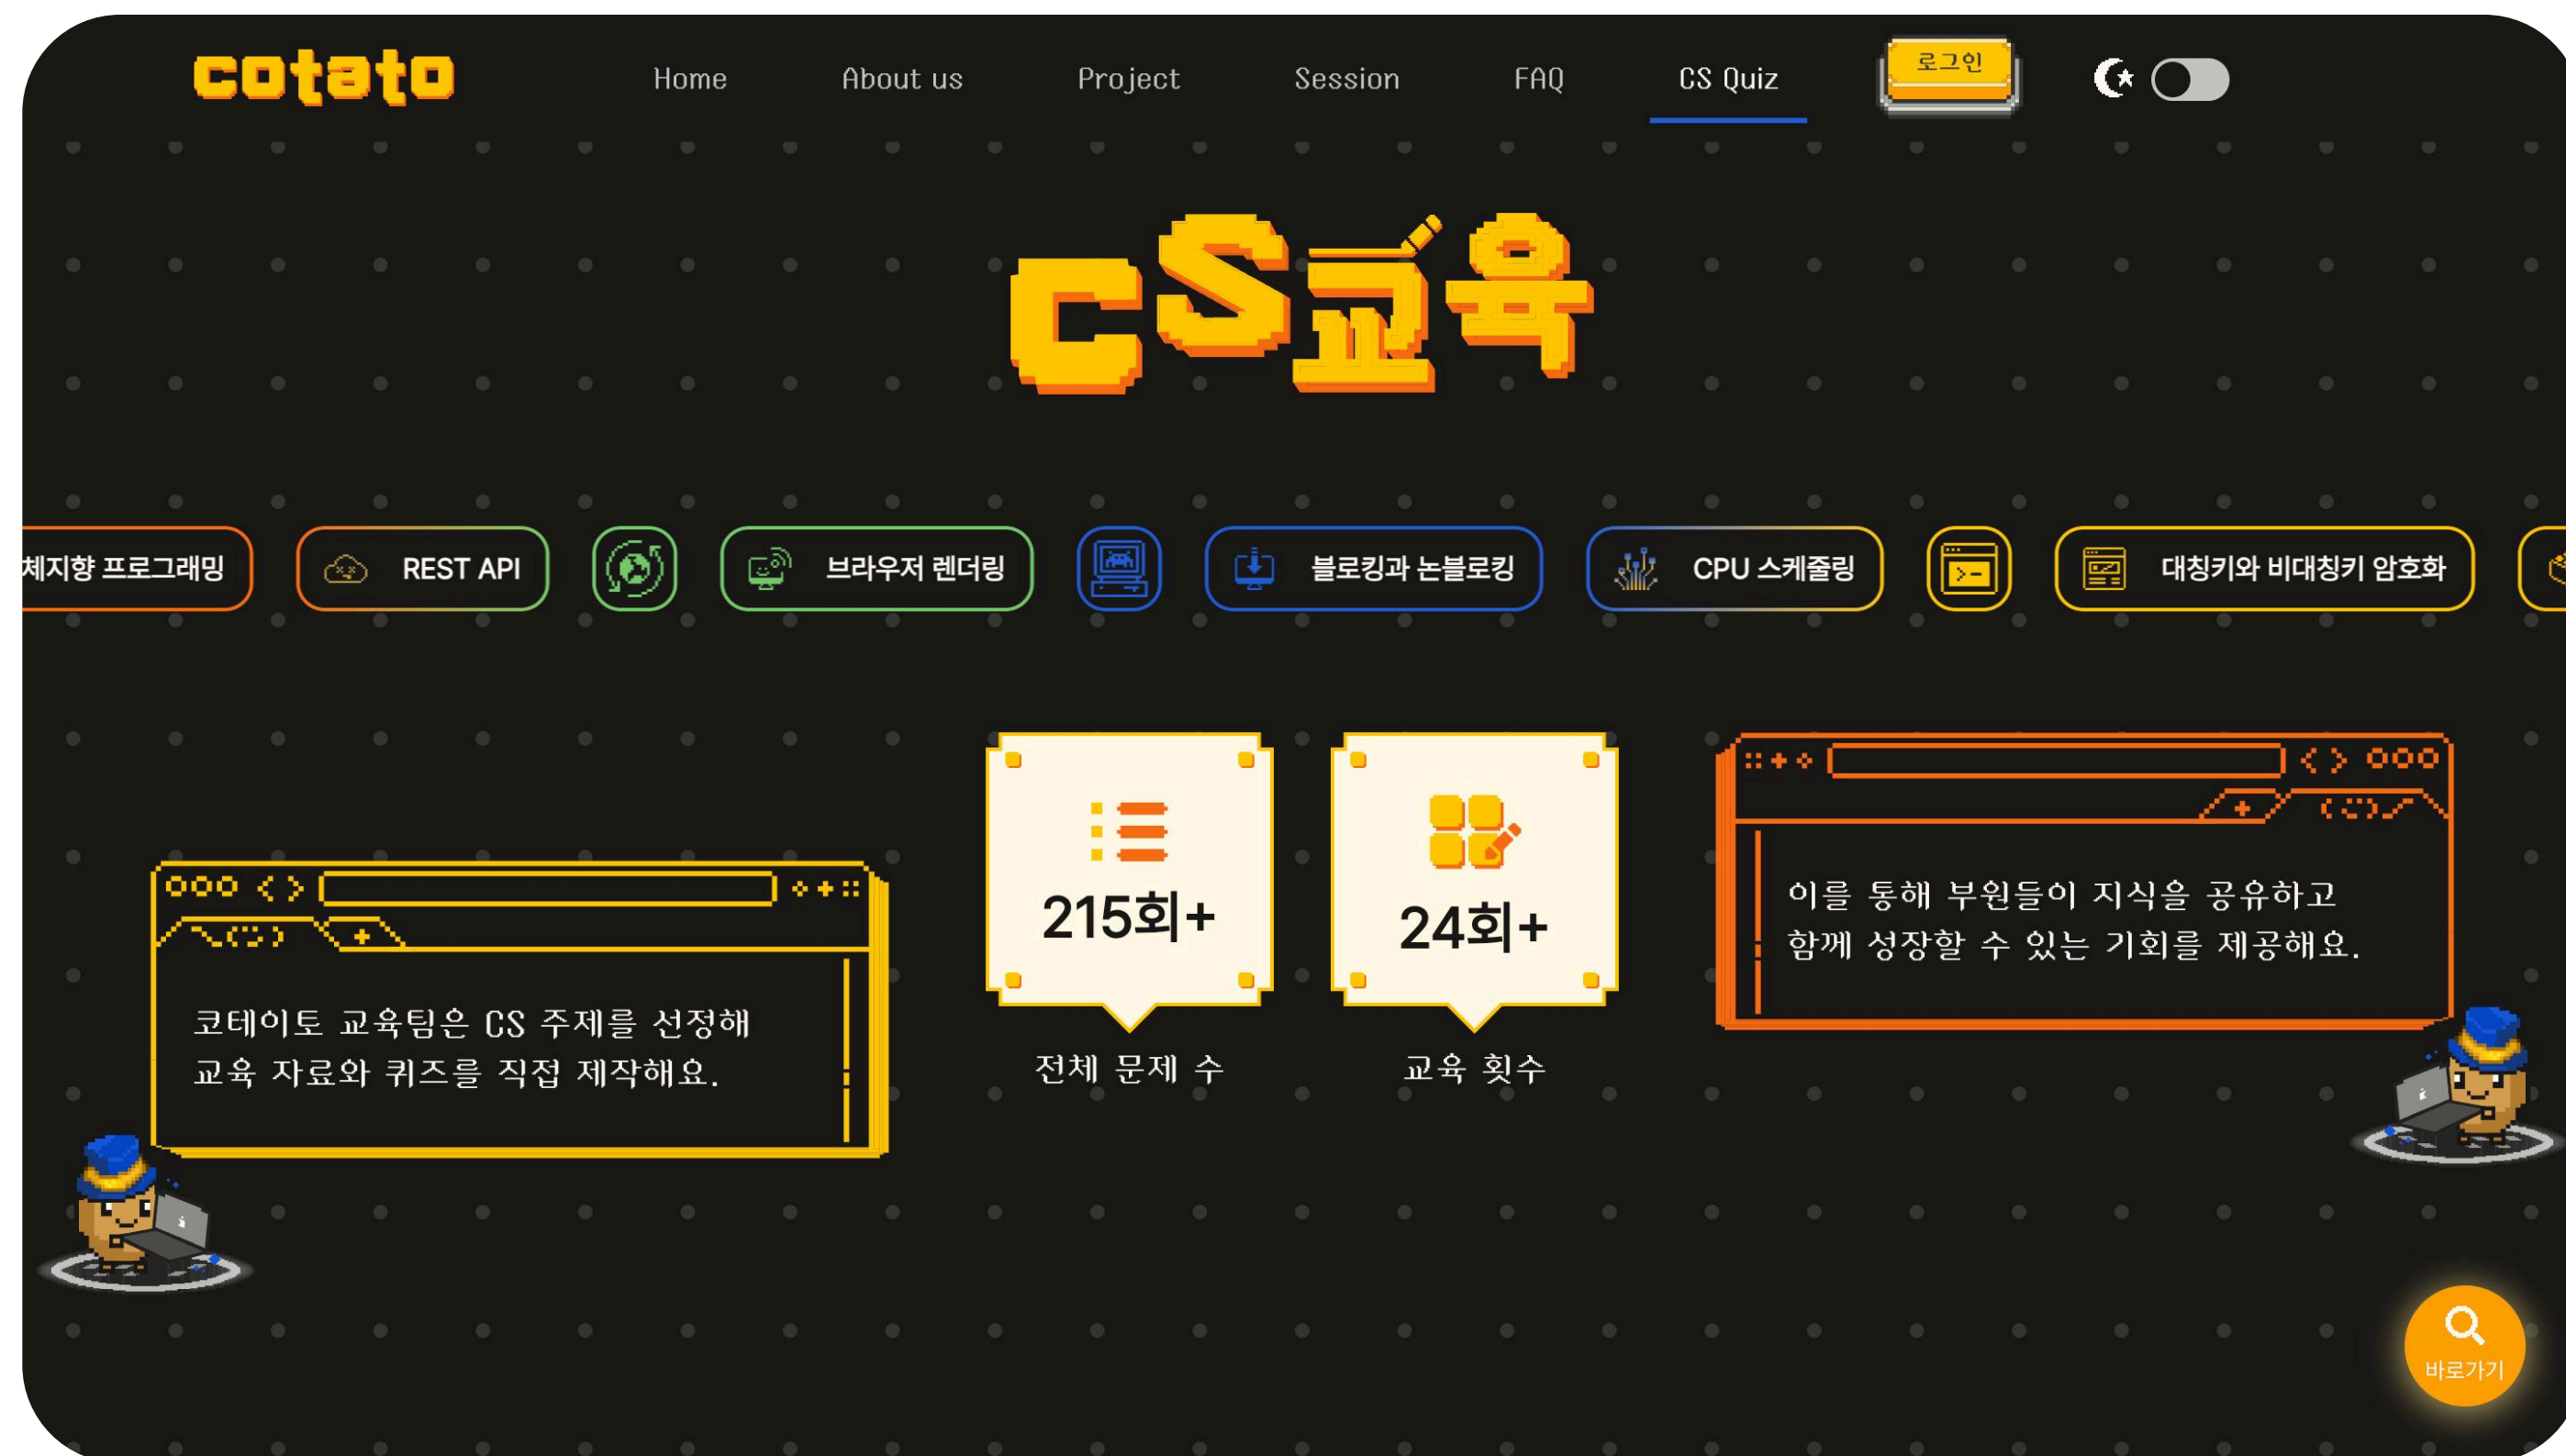 cotato
Home
About us
Project
Session
FAQ
CS Quiz
로그인
CS교육
체지향 프로그래밍
REST API
브라우저 렌더링
블로킹과 논블로킹
CPU 스케줄링
대칭키와 비대칭키 암호화
코테이토 교육팀은 CS 주제를 선정해
교육 자료와 퀴즈를 직접 제작해요.
215회+
전체 문제 수
24회+
교육 횟수
이를 통해 부원들이 지식을 공유하고
함께 성장할 수 있는 기회를 제공해요.
바로가기